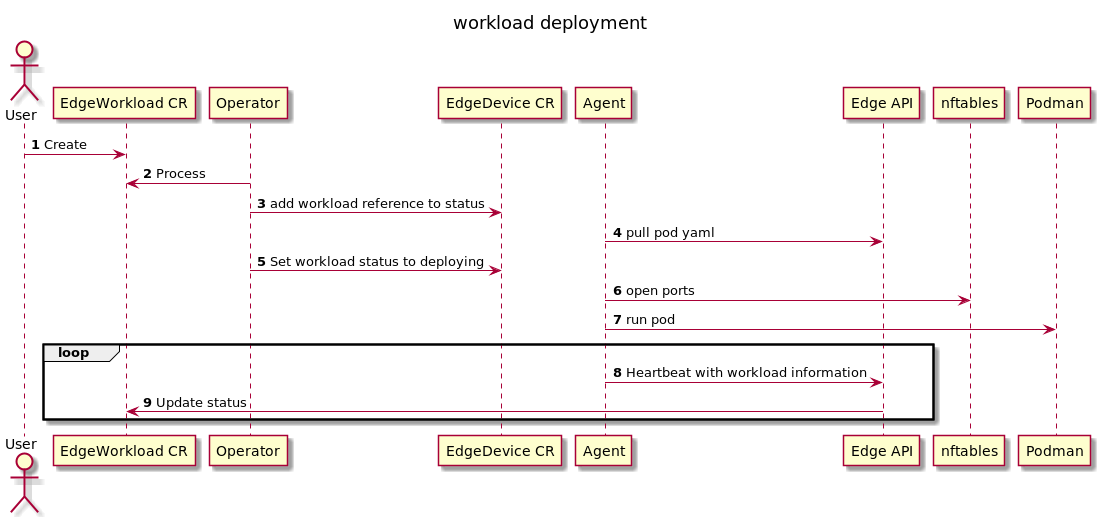 workload deployment
User
EdgeWorkload CR
Operator
EdgeDevice CR
Agent
Edge API
nftables
Podman
1 Create
2 Process
3 add workload reference to status
4 pull pod yaml
5 Set workload status to deploying
6 open ports
7 run pod
loop
8 Heartbeat with workload information
9 Update status
User
EdgeWorkload CR
Operator
EdgeDevice CR
Agent
Edge API
nftables
Podman